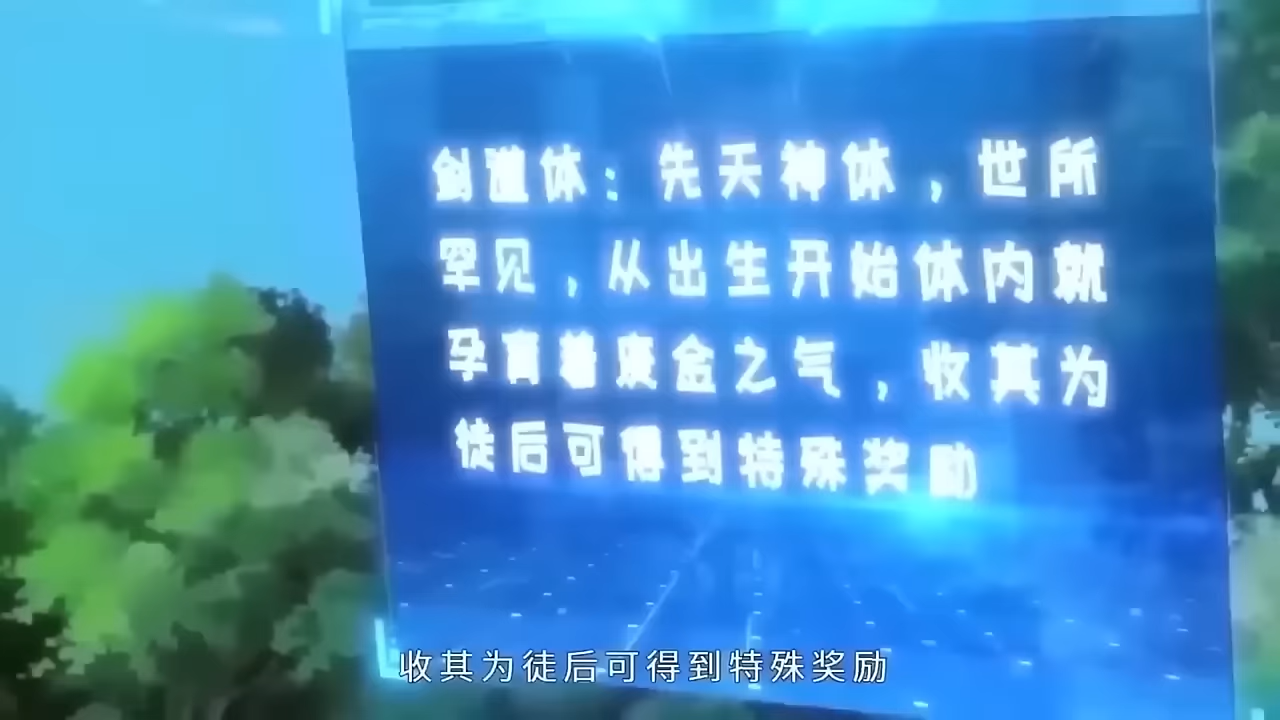 剑道体：先天神体，世所
罕见，从出生开始体内就
孕育着庚金之气，收其为
徒后可得到特殊奖励
收其为徒后可得到特殊奖励